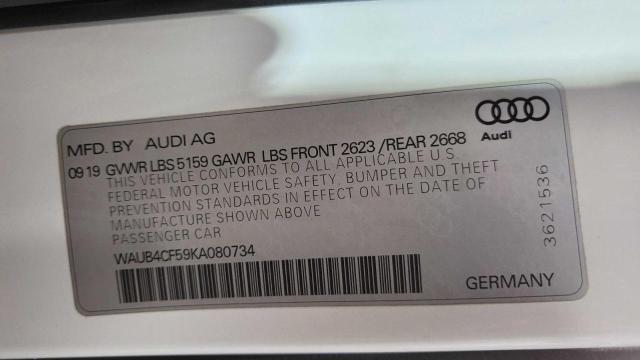 MFD. BY AUDI AG
Audi
09 19 GVWR LBS 5159 GAWR LBS FRONT 2623 /REAR 2668
THIS VEHICLE CONFORMS TO ALL APPLICABLE U.S.
FEDERAL MOTOR VEHICLE SAFETY, BUMPER AND THEFT
PREVENTION STANDARDS IN EFFECT ON THE DATE OF
MANUFACTURE SHOWN ABOVE
PASSENGER CAR
WAUB4CF59KA080734
3621536
GERMANY